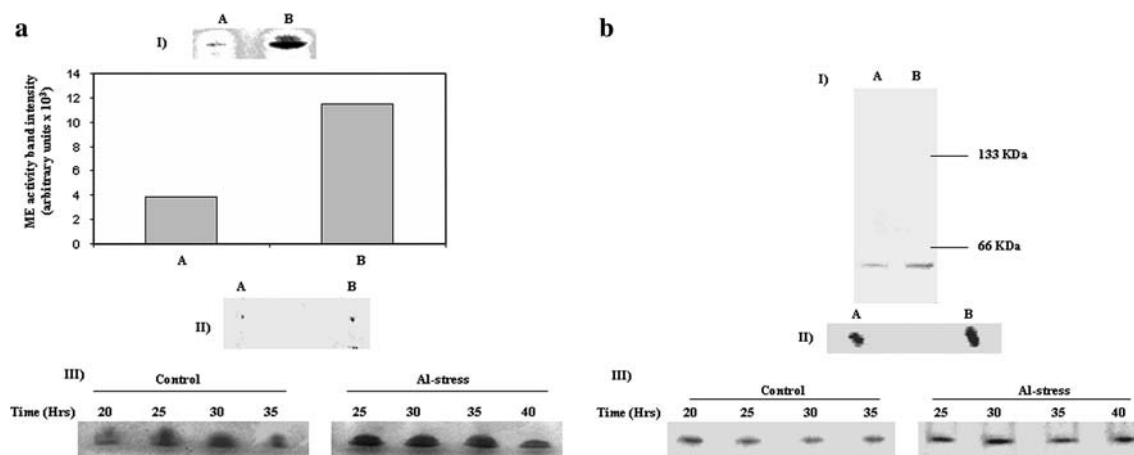 a
A B
I)
14
12
10
8
6
4
2
0
ME activity band intensity
(arbitrary units x 10³)
A B
A B
II)
III)
Control Al-stress
Time (Hrs) 20 25 30 35 25 30 35 40
b
I)
A B
133 KDa
66 KDa
A B
II)
III)
Control Al-stress
Time (Hrs) 20 25 30 35 25 30 35 40